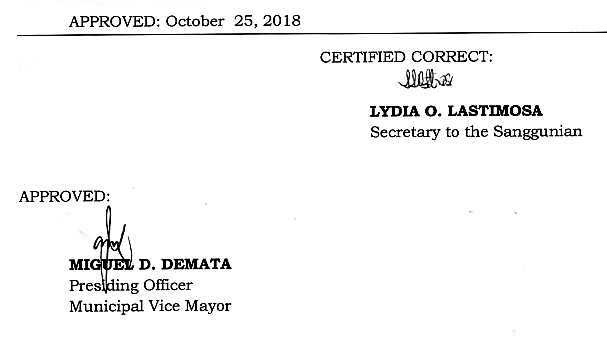 APPROVED: October 25, 2018
CERTIFIED CORRECT:
LYDIA O. LASTIMOSA
Secretary to the Sanggunian
APPROVED:
MIGUEL D. DEMATA
Presiding Officer
Municipal Vice Mayor